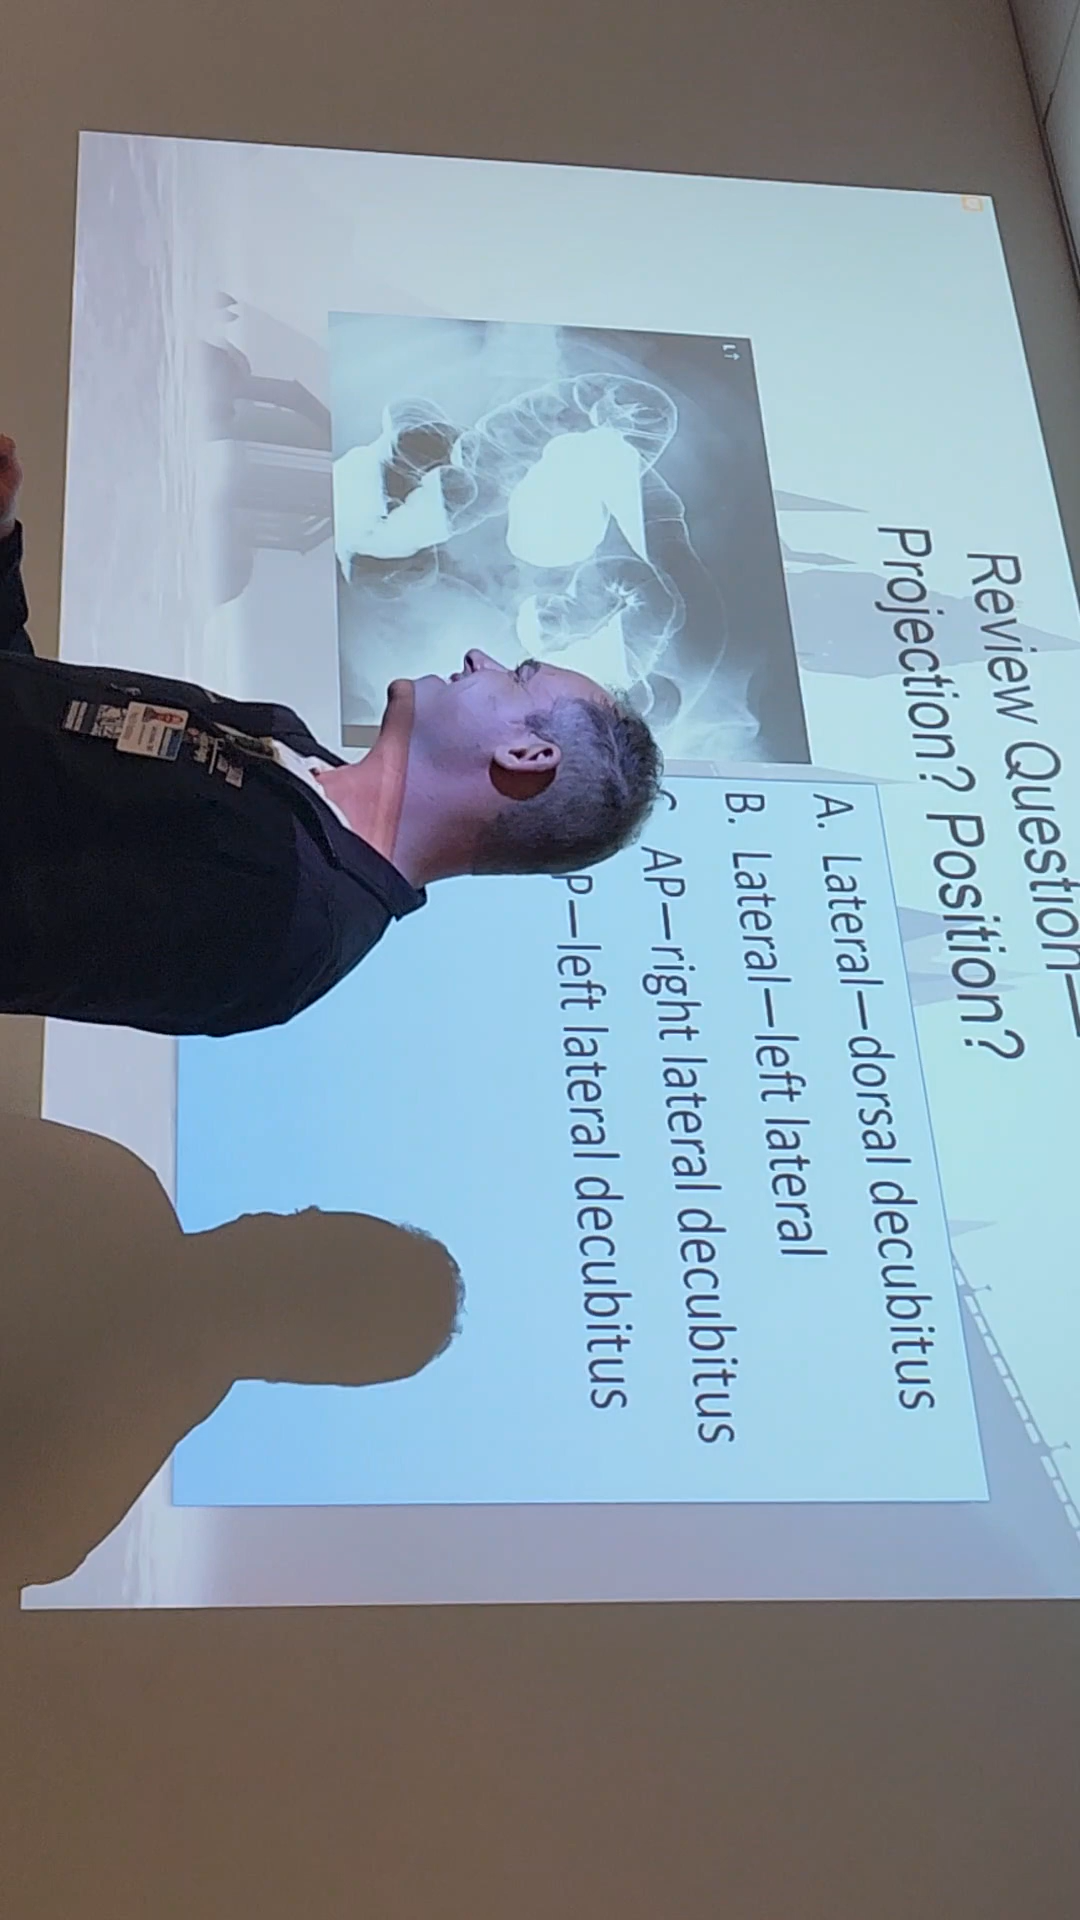 Review Question—
Projection? Position?
L↑
A. Lateral—dorsal decubitus
B. Lateral—left lateral
AP—right lateral decubitus
P—left lateral decubitus